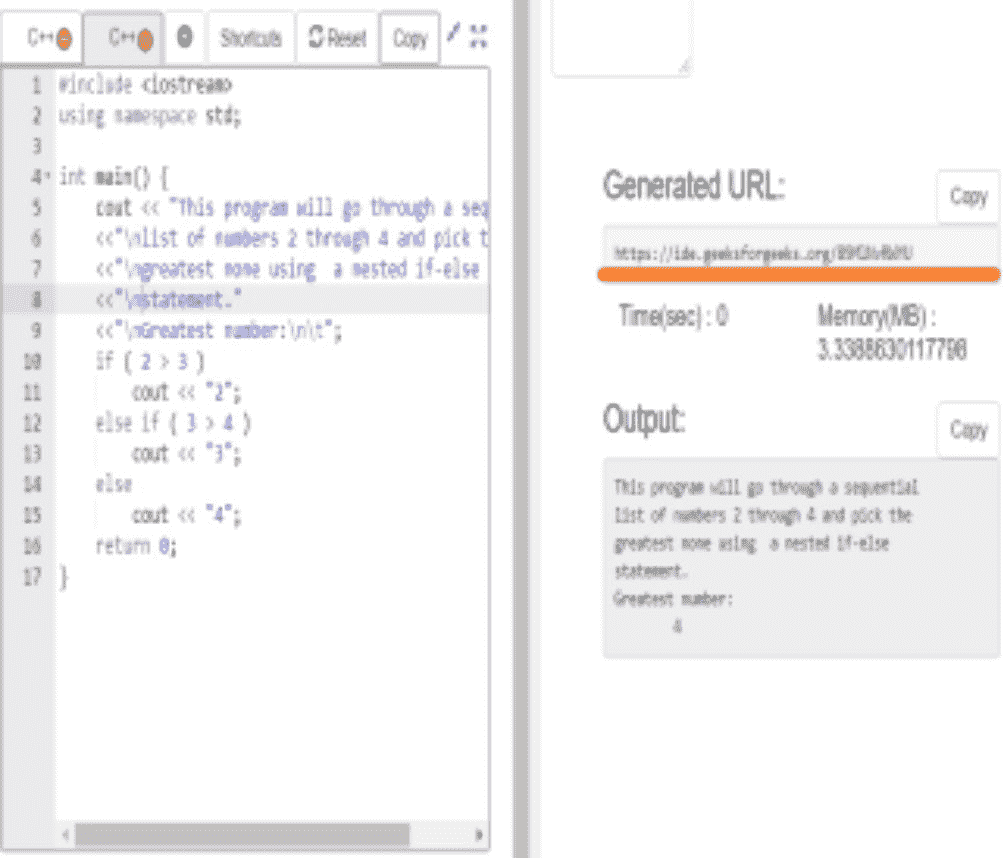 C++ C++ Shortcuts Reset Copy
1 #include <iostream>
2 using namespace std;
3
4 int main() {
5 cout << "This program will go through a seq
6 <<"\nlist of numbers 2 through 4 and pick t
7 <<"\ngreatest none using  a nested if-else
8 <<"\nstatement."
9 <<"\nGreatest number:\n\t";
10 if ( 2 > 3 )
11 cout << "2";
12 else if ( 3 > 4 )
13 cout << "3";
14 else
15 cout << "4";
16 return 0;
17 }
Generated URL:
Copy
Time(sec) : 0
Memory(MB) :
3.3388630117798
Output:
Copy
This program will go through a sequential
list of numbers 2 through 4 and pick the
greatest none using  a nested if-else
statement.
Greatest number:
4